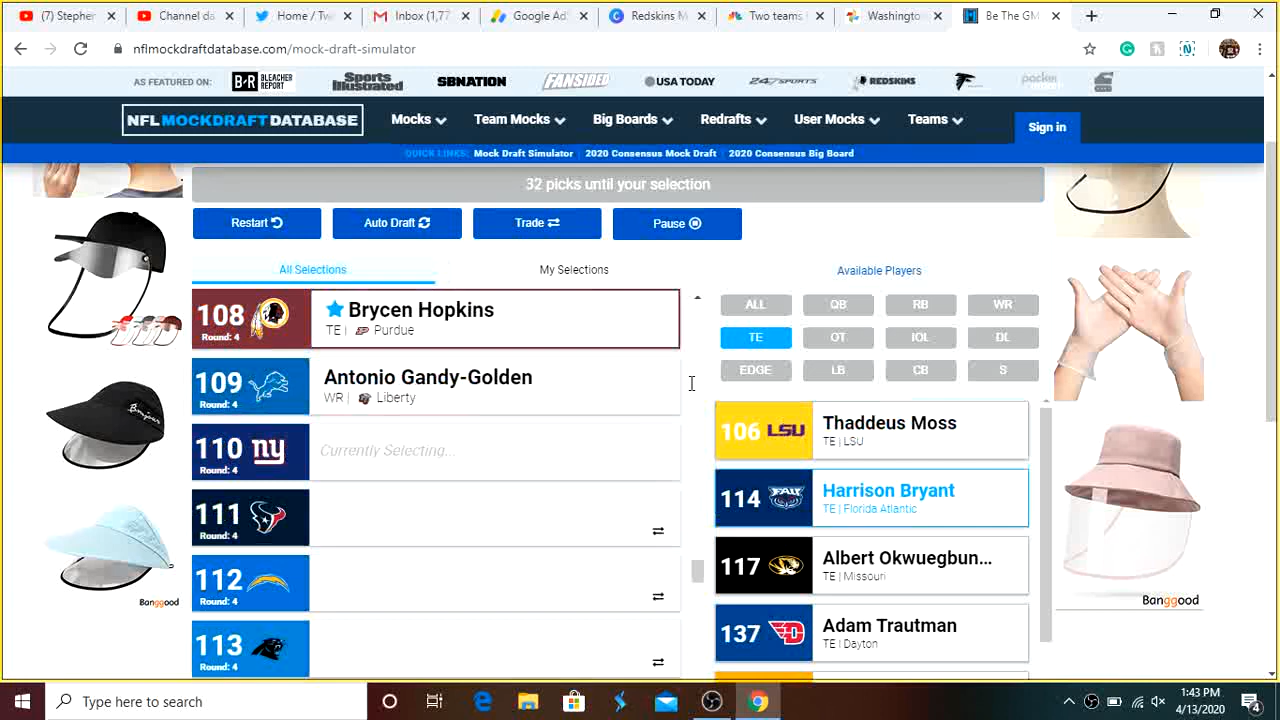 (7) Stepher
Channel da
Home / Tw
Inbox (1,77
Google Ad
Redskins M
Two teams
Washingto
Be The GM
nflmockdraftdatabase.com/mock-draft-simulator
AS FEATURED ON:
B/R BLEACHER REPORT
Sports Illustrated
SBNATION
FANSIDED
USA TODAY
247SPORTS
REDSKINS
packer
NFLMOCKDRAFTDATABASE
Mocks
Team Mocks
Big Boards
Redrafts
User Mocks
Teams
Sign in
QUICK LINKS: Mock Draft Simulator | 2020 Consensus Mock Draft | 2020 Consensus Big Board
32 picks until your selection
Restart
Auto Draft
Trade
Pause
All Selections
My Selections
Available Players
108 Brycen Hopkins
Round: 4 TE | Purdue
109 Antonio Gandy-Golden
Round: 4 WR | Liberty
110 ny Currently Selecting...
Round: 4
111
Round: 4
112
Round: 4
113
Round: 4
ALL QB RB WR
TE OT IOL DL
EDGE LB CB S
106 LSU Thaddeus Moss
TE | LSU
114 FAU Harrison Bryant
TE | Florida Atlantic
117 Albert Okwuegbun...
TE | Missouri
137 Adam Trautman
TE | Dayton
Banggood
Banggood
Type here to search
1:43 PM
4/13/2020
4